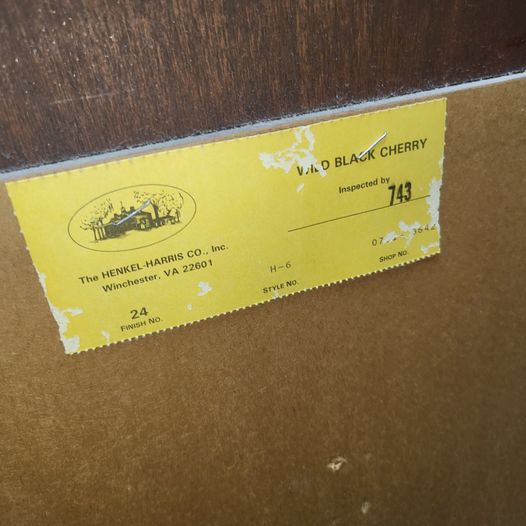 WILD BLACK CHERRY
Inspected by
743
The HENKEL-HARRIS CO., Inc.
Winchester, VA 22601
24
FINISH NO.
H-6
STYLE NO.
SHOP NO.